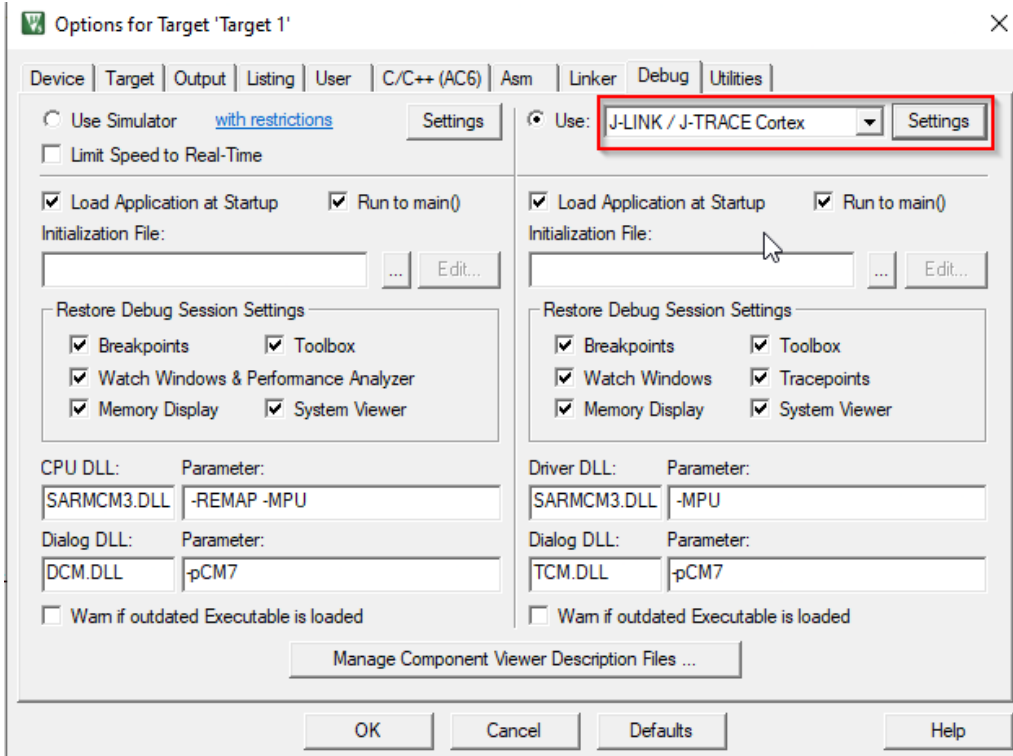 Options for Target 'Target 1'
Device Target Output Listing User C/C++ (AC6) Asm Linker Debug Utilities
Use Simulator with restrictions Settings
Limit Speed to Real-Time
Use: J-LINK / J-TRACE Cortex Settings
Load Application at Startup Run to main()
Initialization File:
... Edit...
Restore Debug Session Settings
Breakpoints Toolbox
Watch Windows & Performance Analyzer
Memory Display System Viewer
CPU DLL: Parameter:
SARMCM3.DLL -REMAP -MPU
Dialog DLL: Parameter:
DCM.DLL -pCM7
Warn if outdated Executable is loaded
Load Application at Startup Run to main()
Initialization File:
... Edit...
Restore Debug Session Settings
Breakpoints Toolbox
Watch Windows Tracepoints
Memory Display System Viewer
Driver DLL: Parameter:
SARMCM3.DLL -MPU
Dialog DLL: Parameter:
TCM.DLL -pCM7
Warn if outdated Executable is loaded
Manage Component Viewer Description Files ...
OK Cancel Defaults Help